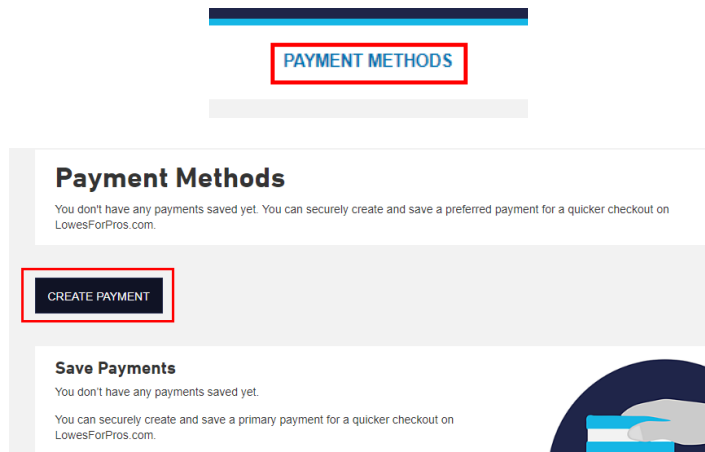 PAYMENT METHODS
Payment Methods
You don't have any payments saved yet. You can securely create and save a preferred payment for a quicker checkout on
LowesForPros.com.
CREATE PAYMENT
Save Payments
You don't have any payments saved yet.
You can securely create and save a primary payment for a quicker checkout on
LowesForPros.com.